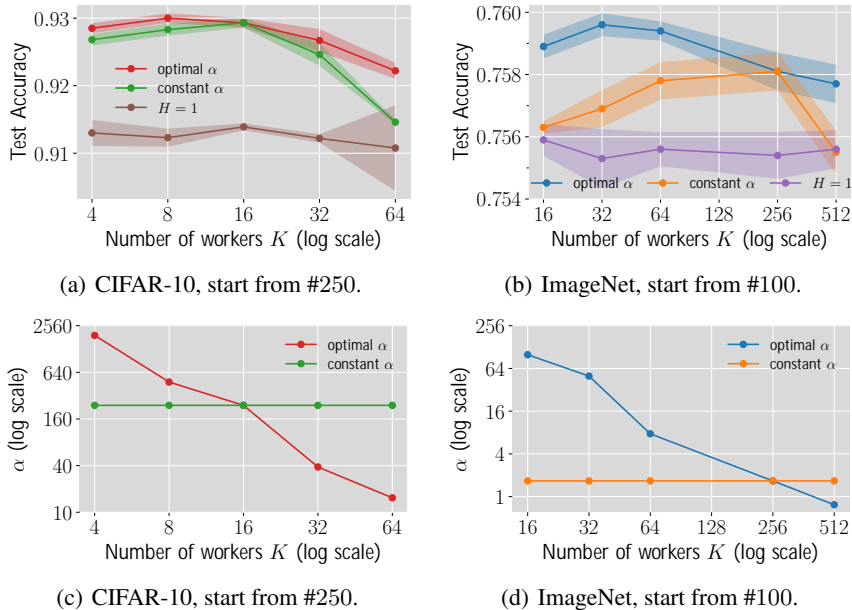 0.93
0.92
0.91
Test Accuracy
optimal α
constant α
H = 1
4 8 16 32 64
Number of workers K (log scale)
(a) CIFAR-10, start from #250.
0.760
0.758
0.756
0.754
Test Accuracy
optimal α constant α H = 1
16 32 64 128 256 512
Number of workers K (log scale)
(b) ImageNet, start from #100.
2560
640
160
40
10
α (log scale)
optimal α
constant α
4 8 16 32 64
Number of workers K (log scale)
(c) CIFAR-10, start from #250.
256
64
16
4
1
α (log scale)
optimal α
constant α
16 32 64 128 256 512
Number of workers K (log scale)
(d) ImageNet, start from #100.